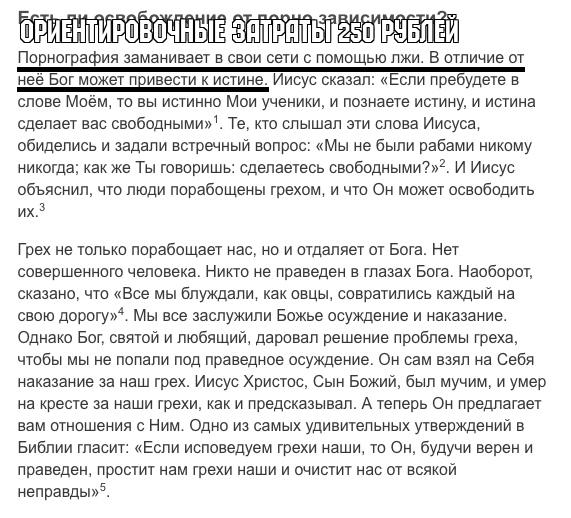 Есть ли освобождение от порно-зависимости?
ОРИЕНТИРОВОЧНЫЕ ЗАТРАТЫ 250 РУБЛЕЙ
Порнография заманивает в свои сети с помощью лжи. В отличие от
неё Бог может привести к истине. Иисус сказал: «Если пребудете в
слове Моём, то вы истинно Мои ученики, и познаете истину, и истина
сделает вас свободными»¹. Те, кто слышал эти слова Иисуса,
обиделись и задали встречный вопрос: «Мы не были рабами никому
никогда; как же Ты говоришь: сделаетесь свободными?»². И Иисус
объяснил, что люди порабощены грехом, и что Он может освободить
их.³
Грех не только порабощает нас, но и отдаляет от Бога. Нет
совершенного человека. Никто не праведен в глазах Бога. Наоборот,
сказано, что «Все мы блуждали, как овцы, совратились каждый на
свою дорогу»⁴. Мы все заслужили Божье осуждение и наказание.
Однако Бог, святой и любящий, даровал решение проблемы греха,
чтобы мы не попали под праведное осуждение. Он сам взял на Себя
наказание за наш грех. Иисус Христос, Сын Божий, был мучим, и умер
на кресте за наши грехи, как и предсказывал. А теперь Он предлагает
вам отношения с Ним. Одно из самых удивительных утверждений в
Библии гласит: «Если исповедуем грехи наши, то Он, будучи верен и
праведен, простит нам грехи наши и очистит нас от всякой
неправды»⁵.